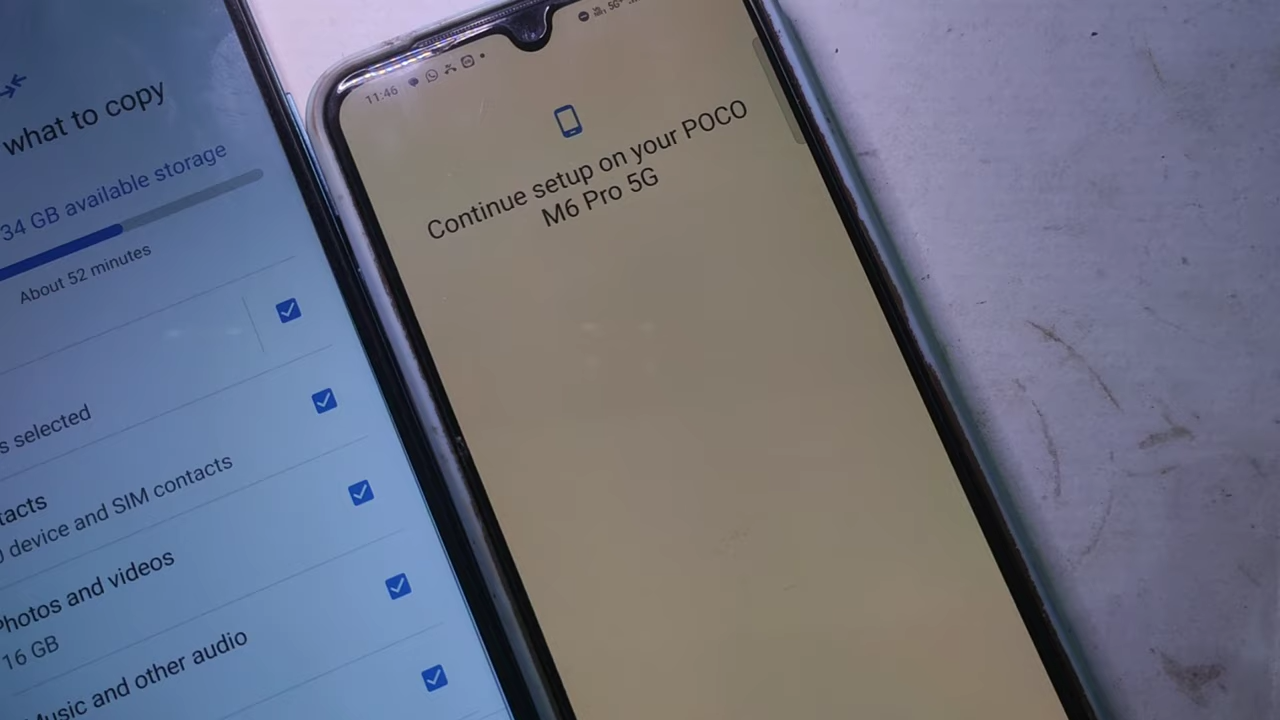 what to copy
34 GB available storage
About 52 minutes
s selected
tacts
device and SIM contacts
Photos and videos
16 GB
Music and other audio
11:46
5G
Continue setup on your POCO
M6 Pro 5G